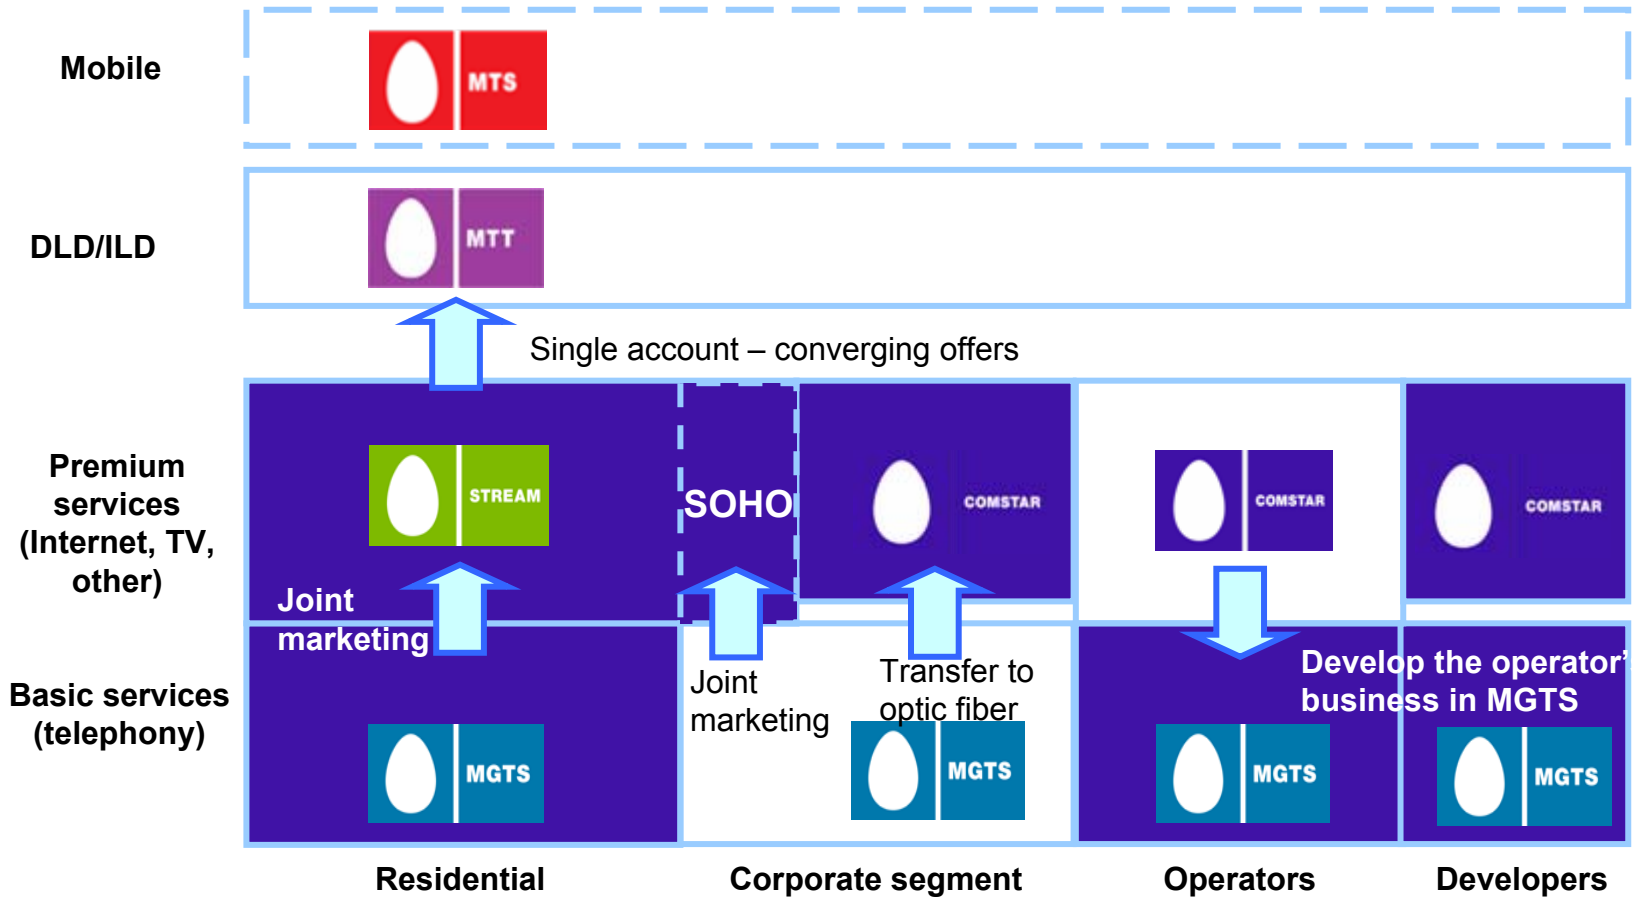 Mobile
MTS
DLD/ILD
MTT
Single account – converging offers
Premium
services
(Internet, TV,
other)
STREAM
SOHO
COMSTAR
COMSTAR
COMSTAR
Joint
marketing
Basic services
(telephony)
Joint
marketing
Transfer to
optic fiber
Develop the operator'
business in MGTS
MGTS
MGTS
MGTS
MGTS
Residential
Corporate segment
Operators
Developers